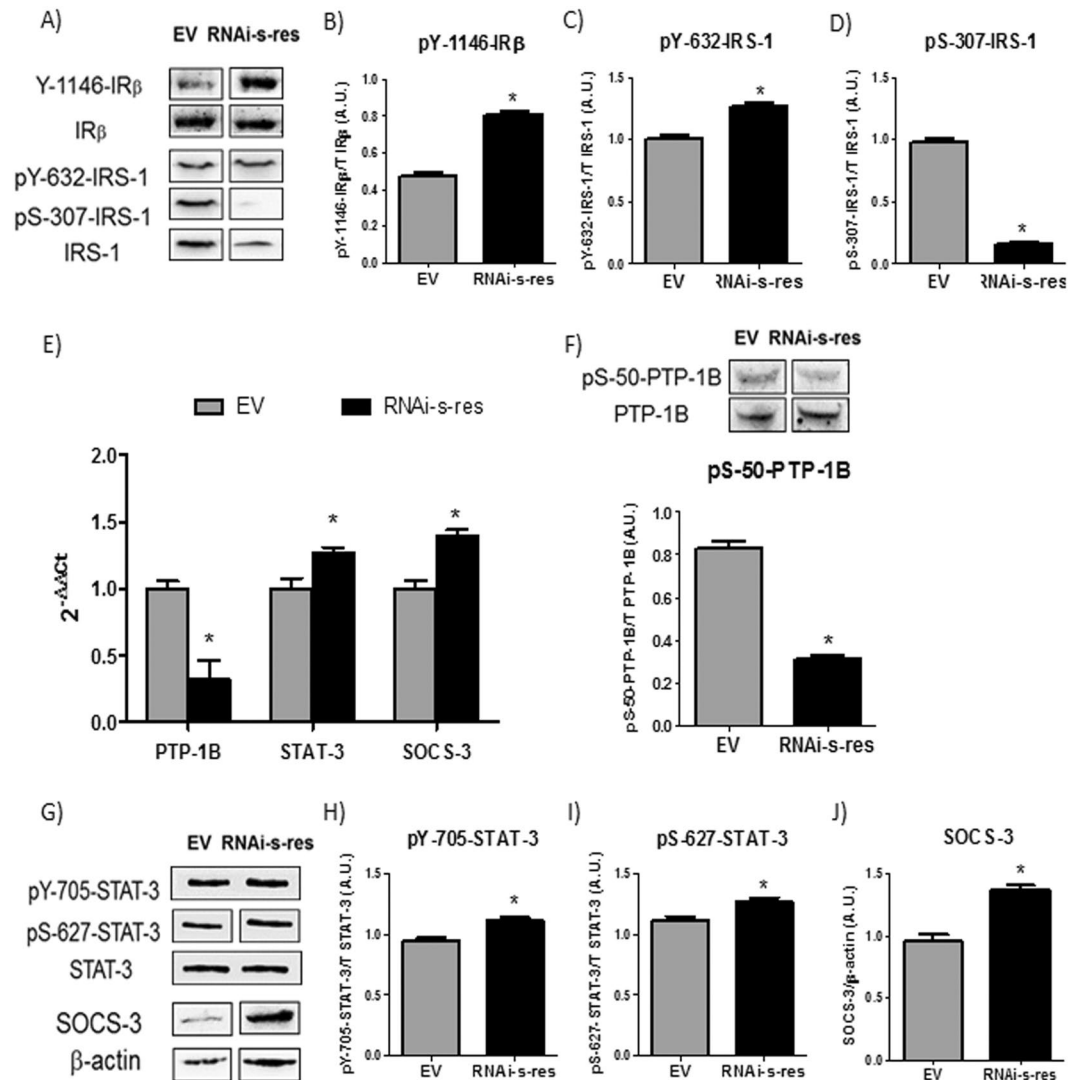 A)
EV RNAi-s-res
Y-1146-IRβ
IRβ
pY-632-IRS-1
pS-307-IRS-1
IRS-1
B)
pY-1146-IRβ
pY-1146-IRβ/T IRβ (A.U.)
1.0
0.8
0.6
0.4
0.2
0.0
*
EV RNAi-s-res
C)
pY-632-IRS-1
pY-632-IRS-1/T IRS-1 (A.U.)
1.5
1.0
0.5
0.0
*
EV RNAi-s-res
D)
pS-307-IRS-1
pS-307-IRS-1/T IRS-1 (A.U.)
1.5
1.0
0.5
0.0
*
EV RNAi-s-res
E)
EV RNAi-s-res
2-ΔΔCt
2.0
1.5
1.0
0.5
0.0
* * *
PTP-1B STAT-3 SOCS-3
F)
EV RNAi-s-res
pS-50-PTP-1B
PTP-1B
pS-50-PTP-1B
pS-50-PTP-1B/T PTP-1B (A.U.)
1.0
0.8
0.6
0.4
0.2
0.0
*
EV RNAi-s-res
G)
EV RNAi-s-res
pY-705-STAT-3
pS-627-STAT-3
STAT-3
SOCS-3
β-actin
H)
pY-705-STAT-3
pY-705-STAT-3/T STAT-3 (A.U.)
1.5
1.0
0.5
0.0
*
EV RNAi-s-res
I)
pS-627-STAT-3
pS-627-STAT-3/T STAT-3 (A.U.)
1.5
1.0
0.5
0.0
*
EV RNAi-s-res
J)
SOCS-3
SOCS-3/β-actin (A.U.)
1.5
1.0
0.5
0.0
*
EV RNAi-s-res